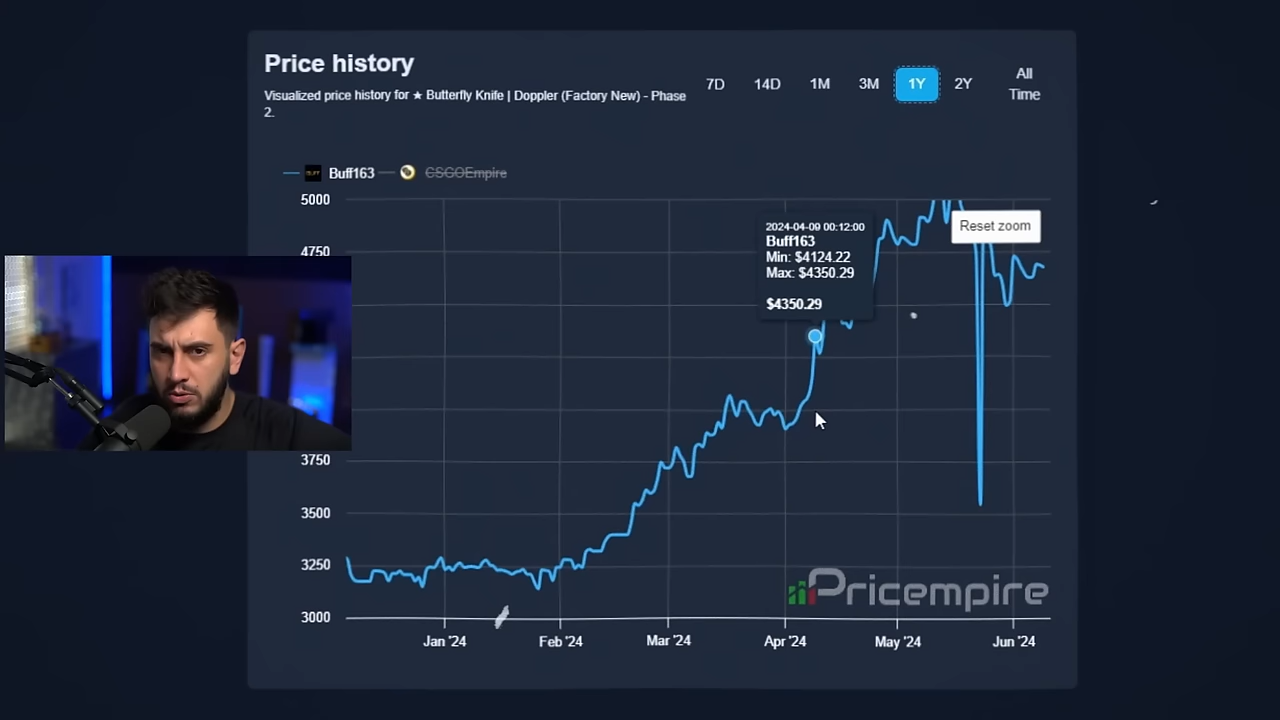 Price history
Visualized price history for ★ Butterfly Knife | Doppler (Factory New) - Phase
2.
7D 14D 1M 3M 1Y 2Y All
Time
Buff163 CSGOEmpire
5000
4750
3750
3500
3250
3000
2024-04-09 00:12:00
Buff163
Min: $4124.22
Max: $4350.29
$4350.29
Reset zoom
Pricempire
Jan '24 Feb '24 Mar '24 Apr '24 May '24 Jun '24